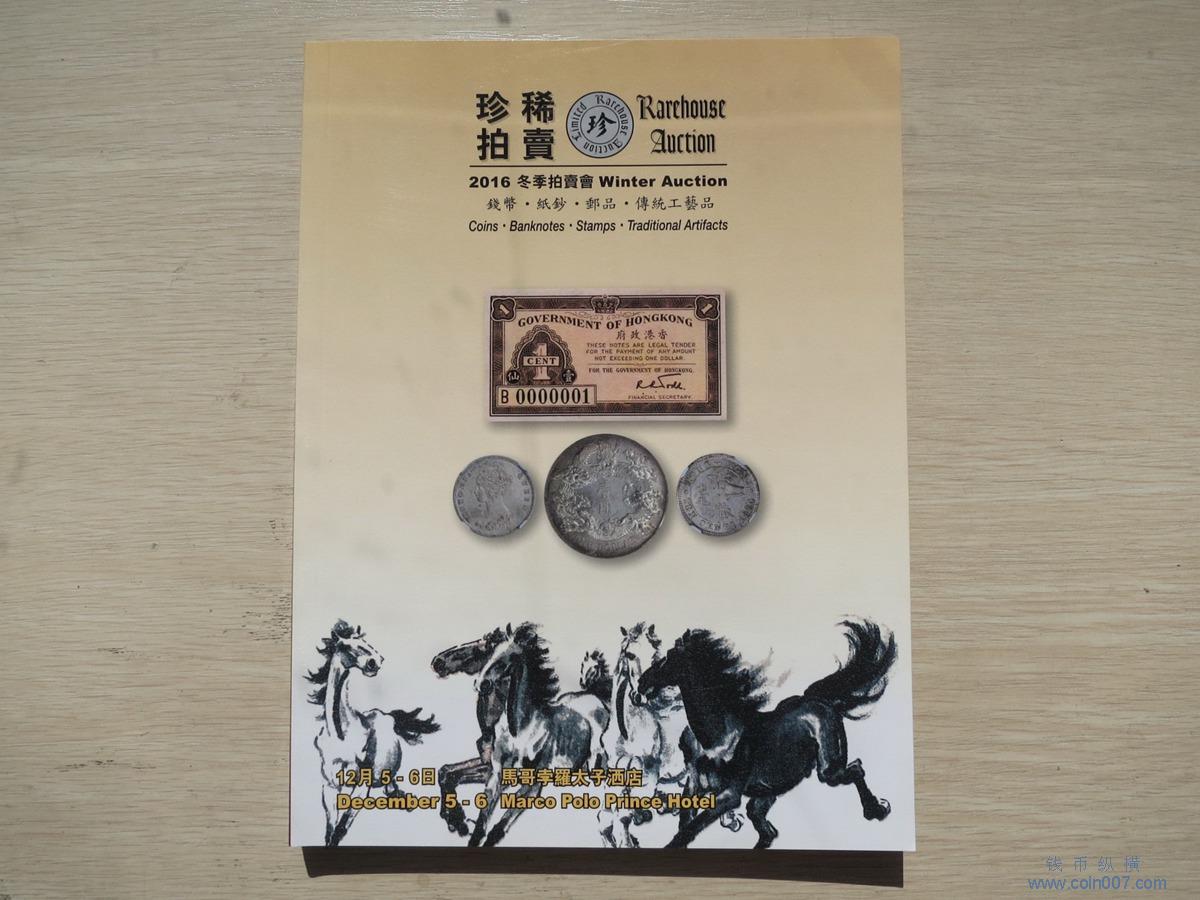 珍稀
拍賣
Rarehouse
Auction
Rarehouse Auction Limited
珍
2016 冬季拍賣會 Winter Auction
錢幣·紙鈔·郵品·傳統工藝品
Coins · Banknotes · Stamps · Traditional Artifacts
1
1
GOVERNMENT OF HONGKONG
府政港香
THESE NOTES ARE LEGAL TENDER
FOR THE PAYMENT OF ANY AMOUNT
NOT EXCEEDING ONE DOLLAR.
1
CENT
仙
壹
FOR THE GOVERNMENT OF HONGKONG.
B 0000001
FINANCIAL SECRETARY.
12月 5 - 6日
馬哥孛羅太子酒店
December 5 - 6
Marco Polo Prince Hotel
钱币纵横
www.coin007.com